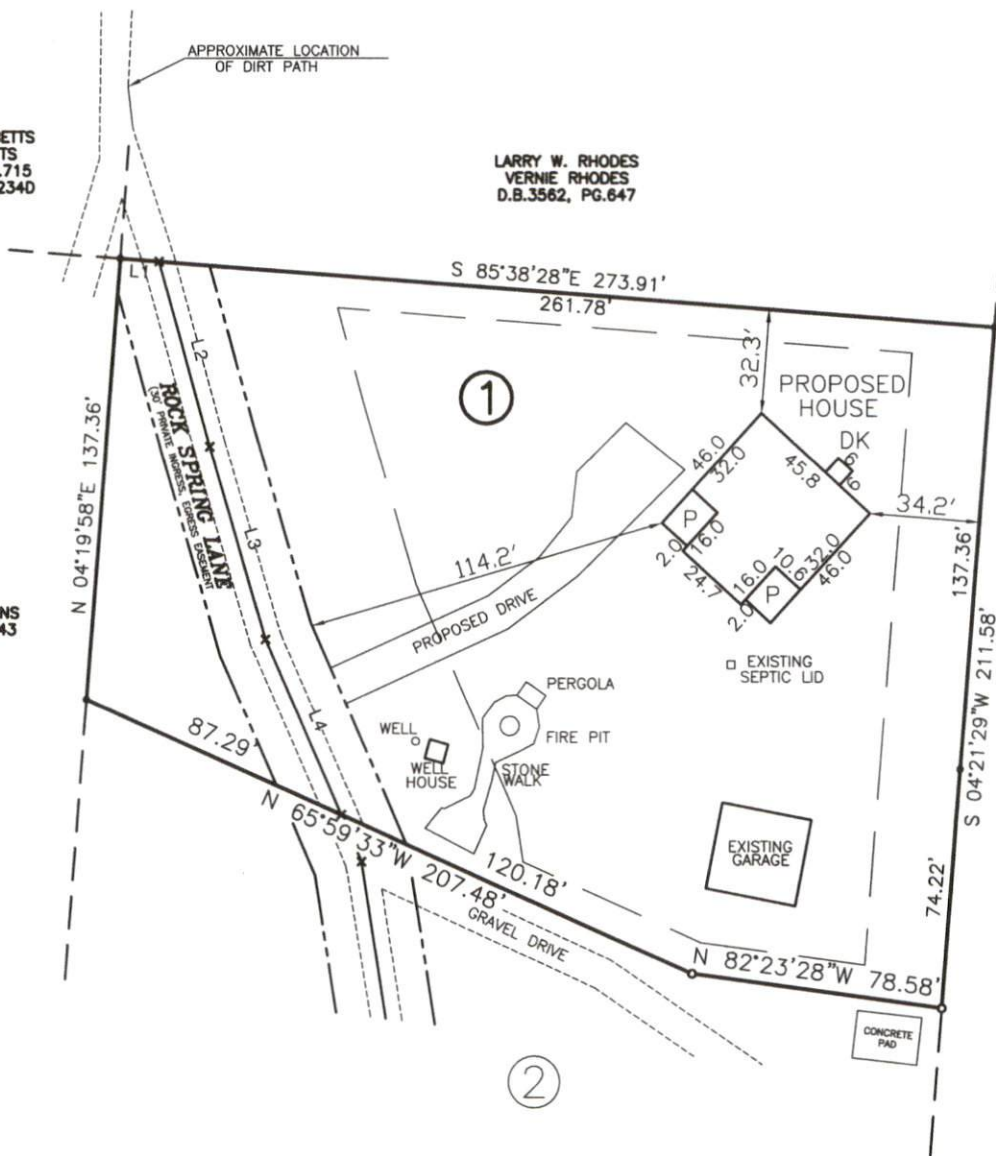 APPROXIMATE LOCATION
OF DIRT PATH
ETTS
TS
.715
234D
LARRY W. RHODES
VERNIE RHODES
D.B.3562, PG.647
L1
S 85°38'28"E 273.91'
261.78'
L2
32.3'
1
PROPOSED
HOUSE
DK
6
6
46.0
32.0
45.8
ROCK SPRING LANE
(30' PRIVATE INGRESS, EGRESS EASEMENT
N 04°19'58"E 137.36'
34.2'
P
2.0
16.0
L3
114.2'
24.7
16.0
10.6
32.0
46.0
P
2.0
137.36'
S 04°21'29"W 211.58'
NS
43
PROPOSED DRIVE
EXISTING
SEPTIC LID
PERGOLA
L4
87.29'
WELL
FIRE PIT
WELL
HOUSE
STONE
WALK
N 65°59'33"W 207.48'
120.18'
EXISTING
GARAGE
74.22'
GRAVEL DRIVE
N 82°23'28"W 78.58'
CONCRETE
PAD
2